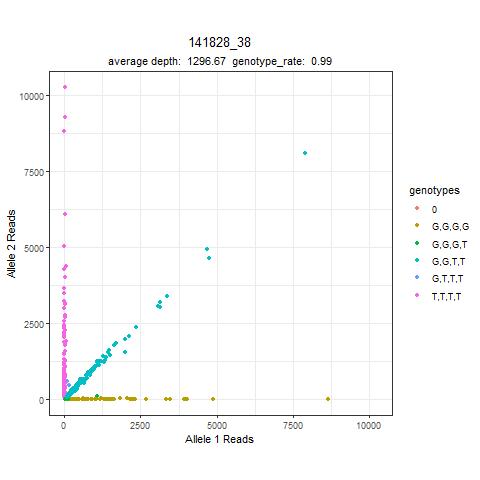 141828_38
average depth: 1296.67 genotype_rate: 0.99
10000
7500
5000
2500
0
Allele 2 Reads
0 2500 5000 7500 10000
Allele 1 Reads
genotypes
0
G,G,G,G
G,G,G,T
G,G,T,T
G,T,T,T
T,T,T,T